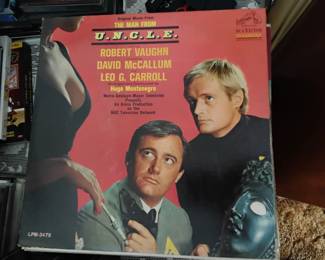 Original Music From
THE MAN FROM
U.N.C.L.E.
ROBERT VAUGHN
DAVID McCALLUM
LEO G. CARROLL
Hugo Montenegro
Metro-Goldwyn-Mayer Television
Presents
An Arena Production
on the
NBC Television Network
RCA VICTOR
LPM-3475